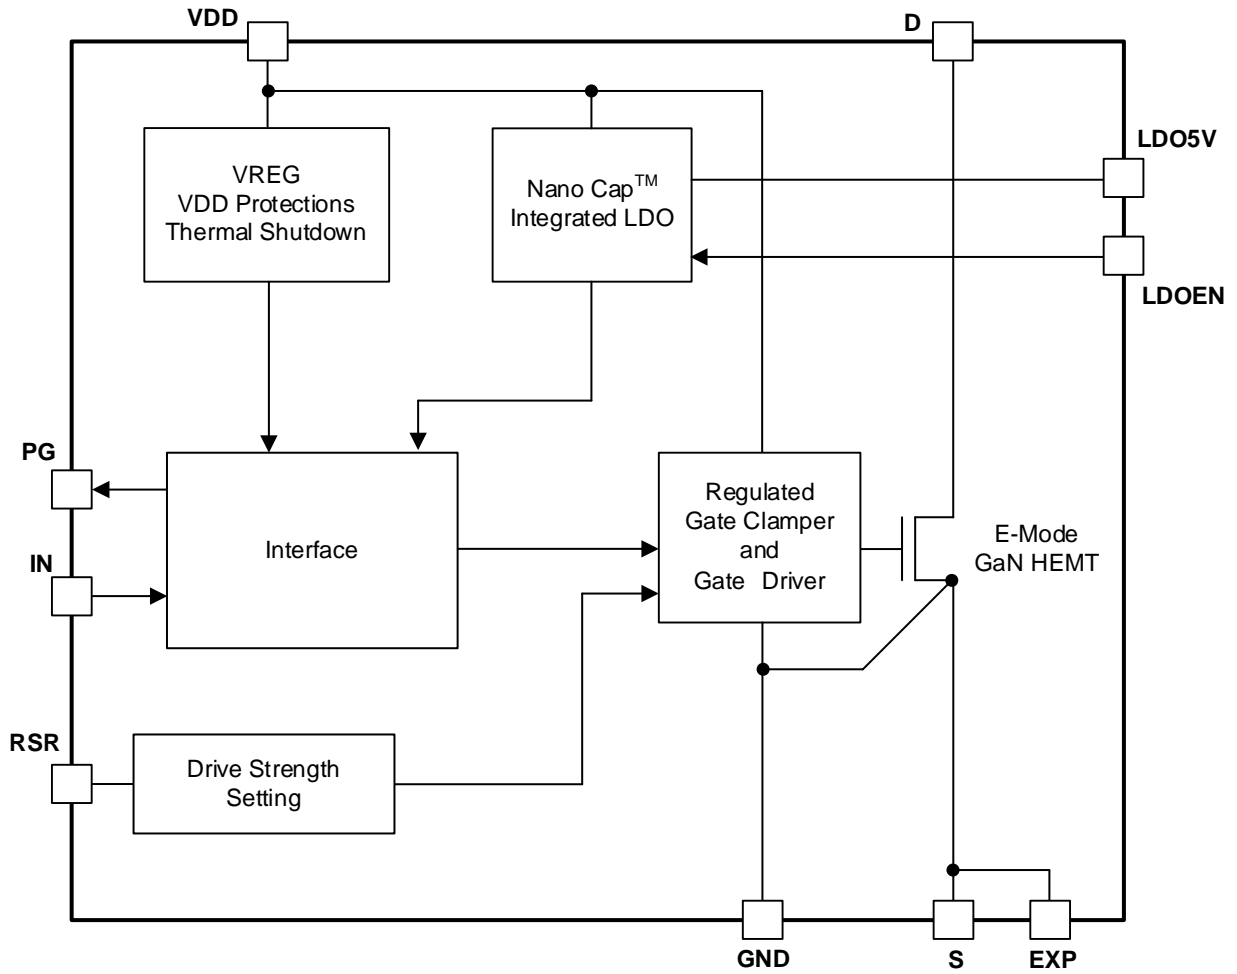 VDD
D
LDO5V
VREG
VDD Protections
Thermal Shutdown
Nano Cap™
Integrated LDO
LDOEN
PG
Interface
IN
Regulated
Gate Clamper
and
Gate Driver
E-Mode
GaN HEMT
RSR
Drive Strength
Setting
GND
S
EXP